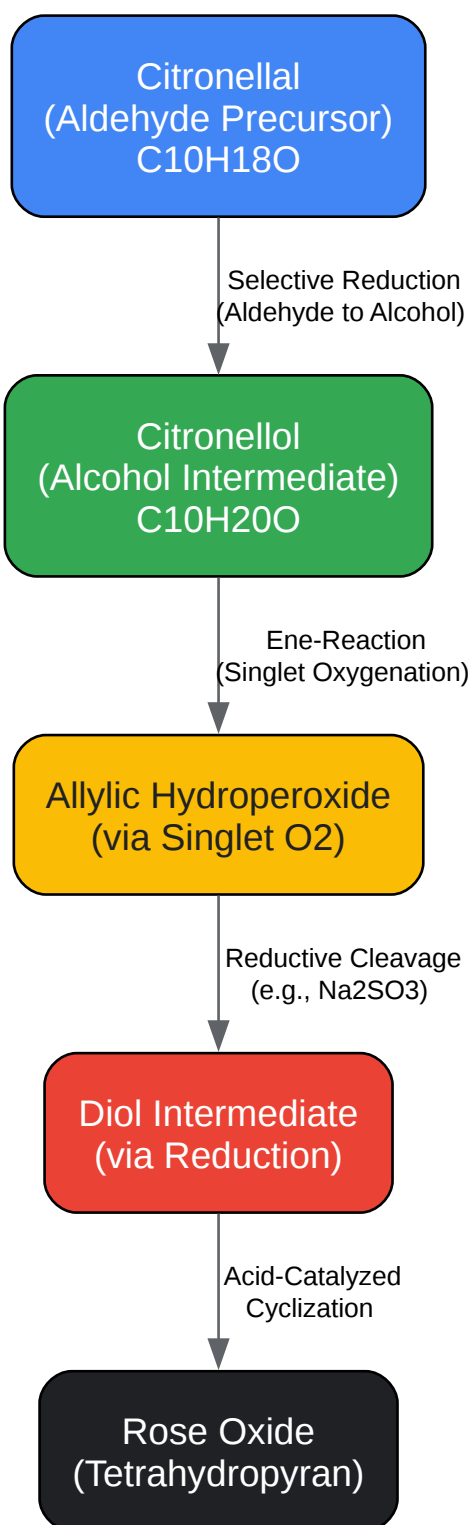 Citronellal
(Aldehyde Precursor)
C10H18O
Selective Reduction
(Aldehyde to Alcohol)
Citronellol
(Alcohol Intermediate)
C10H20O
Ene-Reaction
(Singlet Oxygenation)
Allylic Hydroperoxide
(via Singlet O2)
Reductive Cleavage
(e.g., Na2SO3)
Diol Intermediate
(via Reduction)
Acid-Catalyzed
Cyclization
Rose Oxide
(Tetrahydropyran)